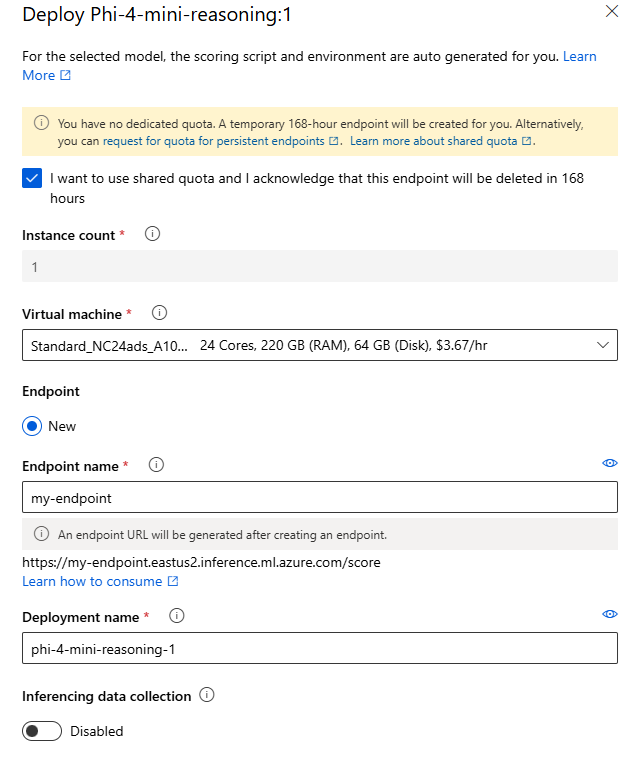 Deploy Phi-4-mini-reasoning:1
For the selected model, the scoring script and environment are auto generated for you. Learn
More
You have no dedicated quota. A temporary 168-hour endpoint will be created for you. Alternatively,
you can request for quota for persistent endpoints. Learn more about shared quota.
I want to use shared quota and I acknowledge that this endpoint will be deleted in 168
hours
Instance count *
1
Virtual machine *
Standard_NC24ads_A10... 24 Cores, 220 GB (RAM), 64 GB (Disk), $3.67/hr
Endpoint
New
Endpoint name *
my-endpoint
An endpoint URL will be generated after creating an endpoint.
https://my-endpoint.eastus2.inference.ml.azure.com/score
Learn how to consume
Deployment name *
phi-4-mini-reasoning-1
Inferencing data collection
Disabled